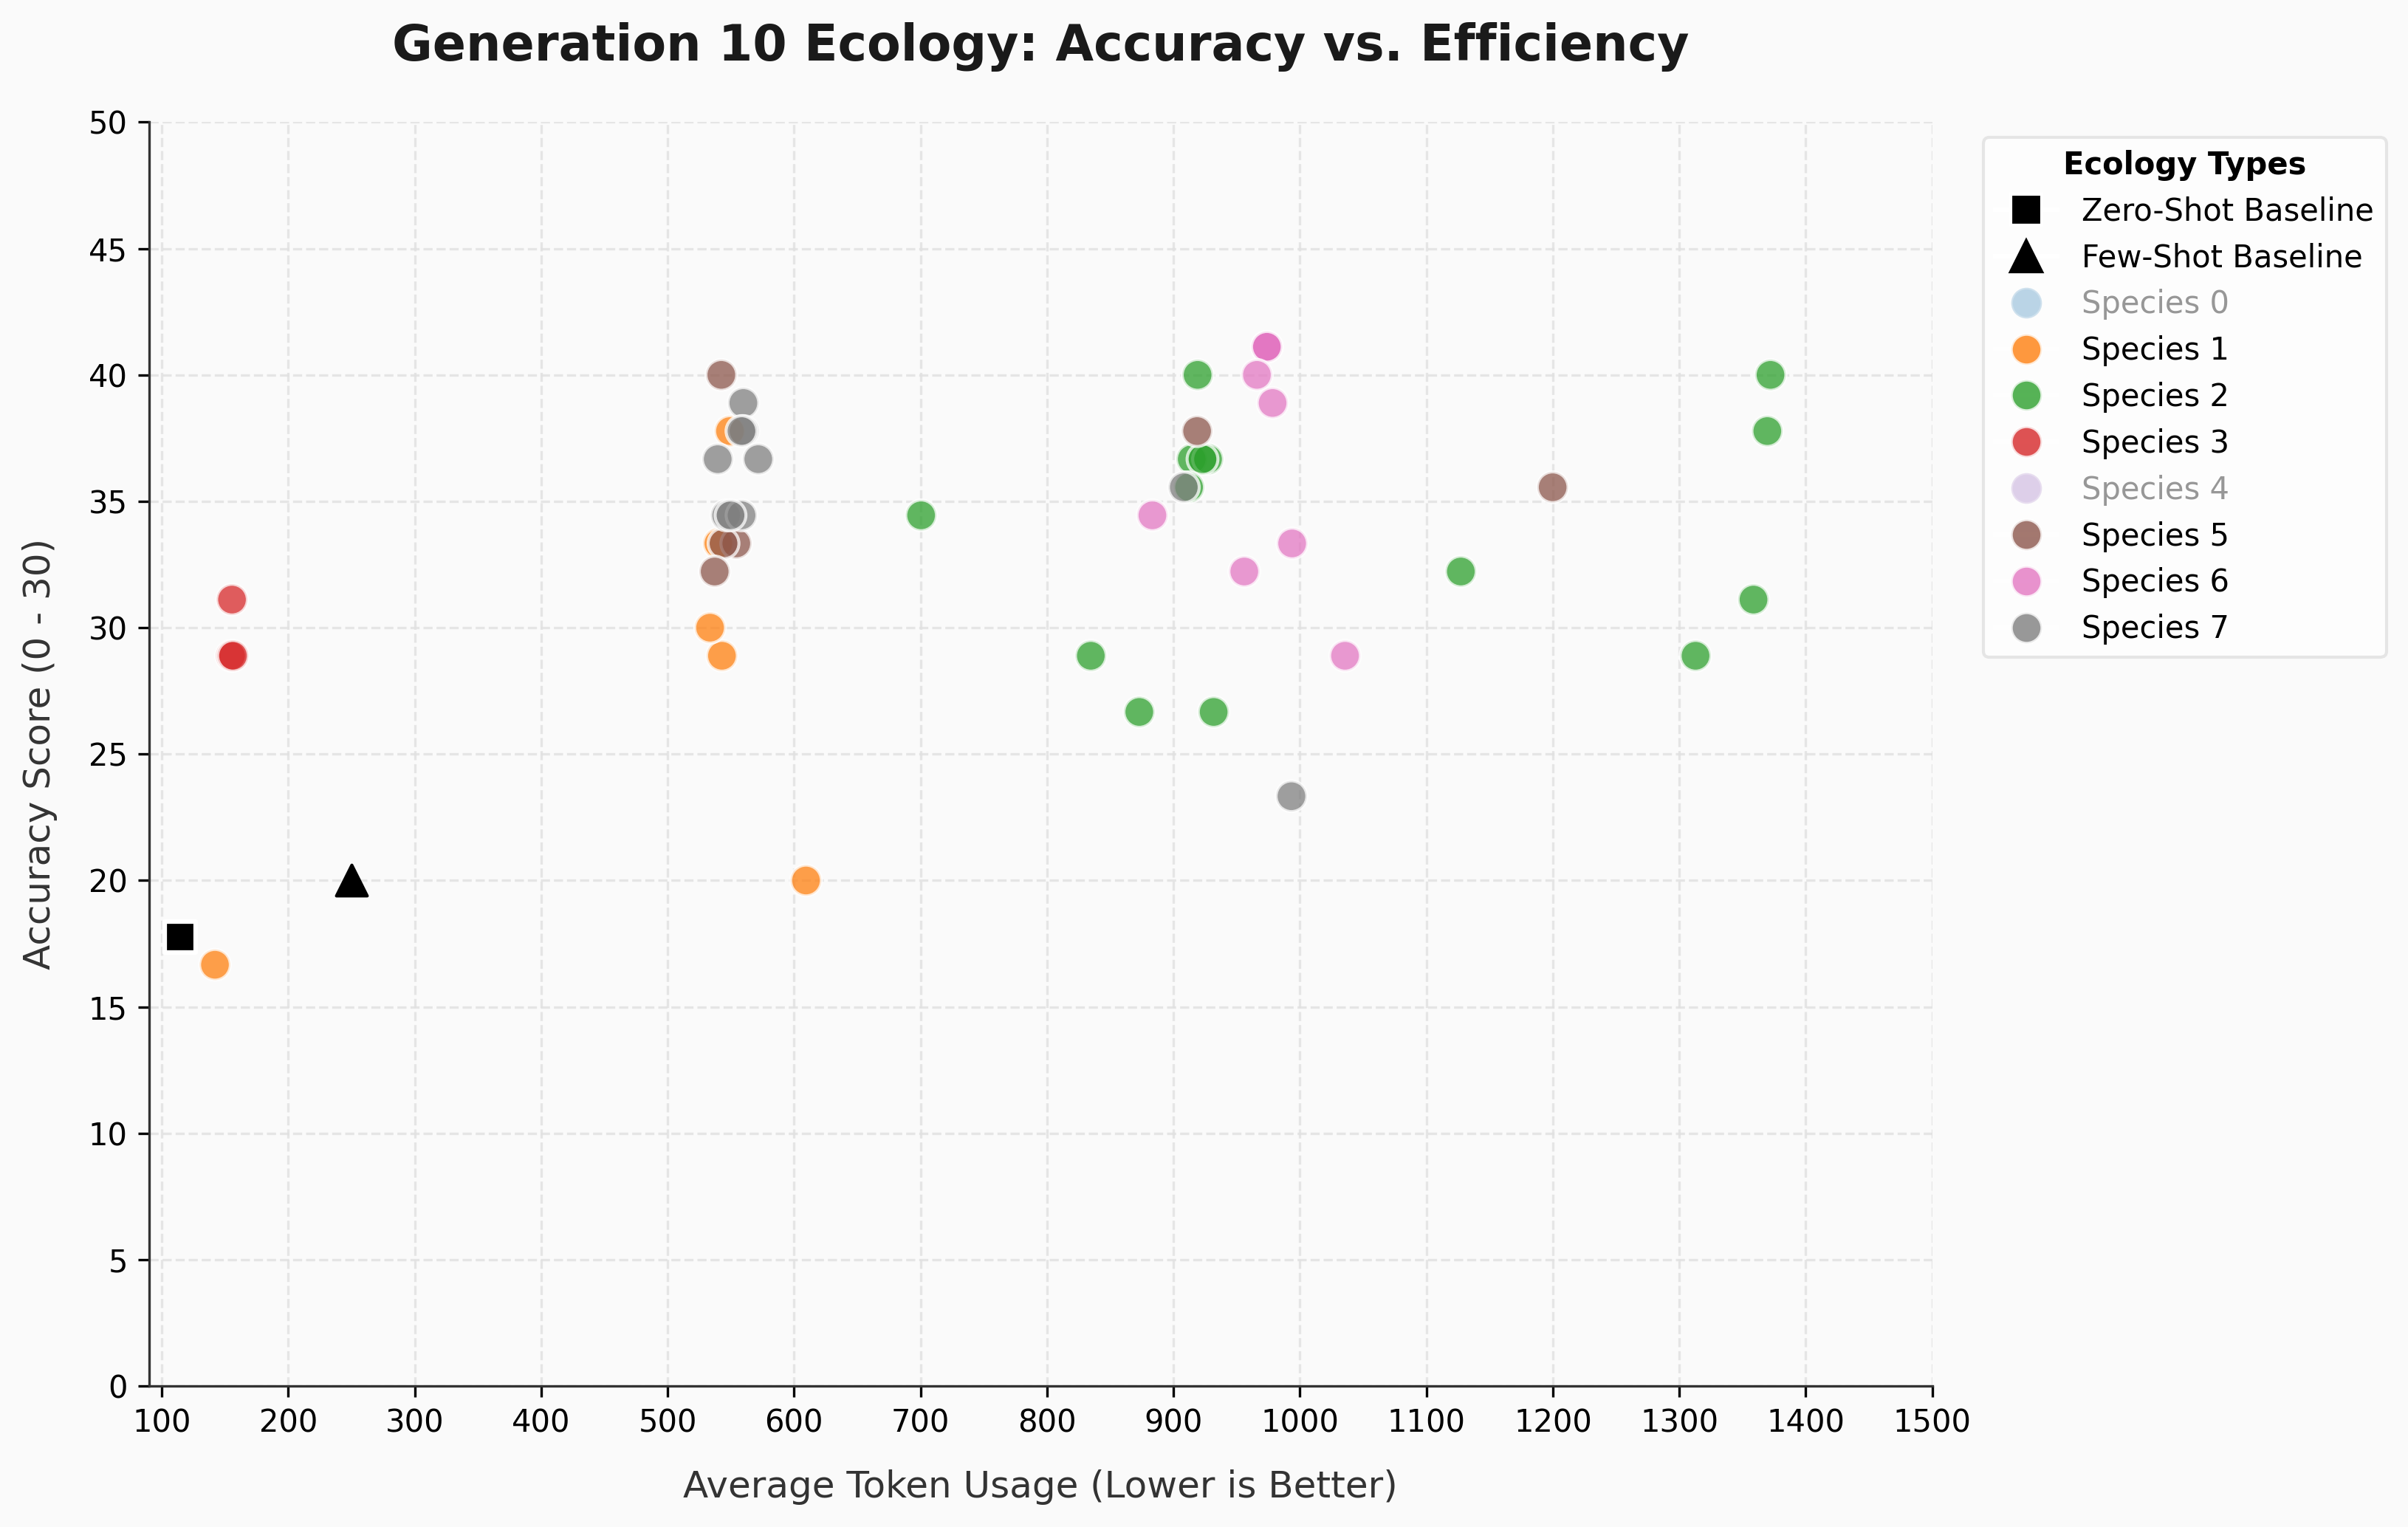 Generation 10 Ecology: Accuracy vs. Efficiency
50
45
40
35
30
25
20
15
10
5
0
Accuracy Score (0 - 30)
100 200 300 400 500 600 700 800 900 1000 1100 1200 1300 1400 1500
Average Token Usage (Lower is Better)
Ecology Types
Zero-Shot Baseline
Few-Shot Baseline
Species 0
Species 1
Species 2
Species 3
Species 4
Species 5
Species 6
Species 7